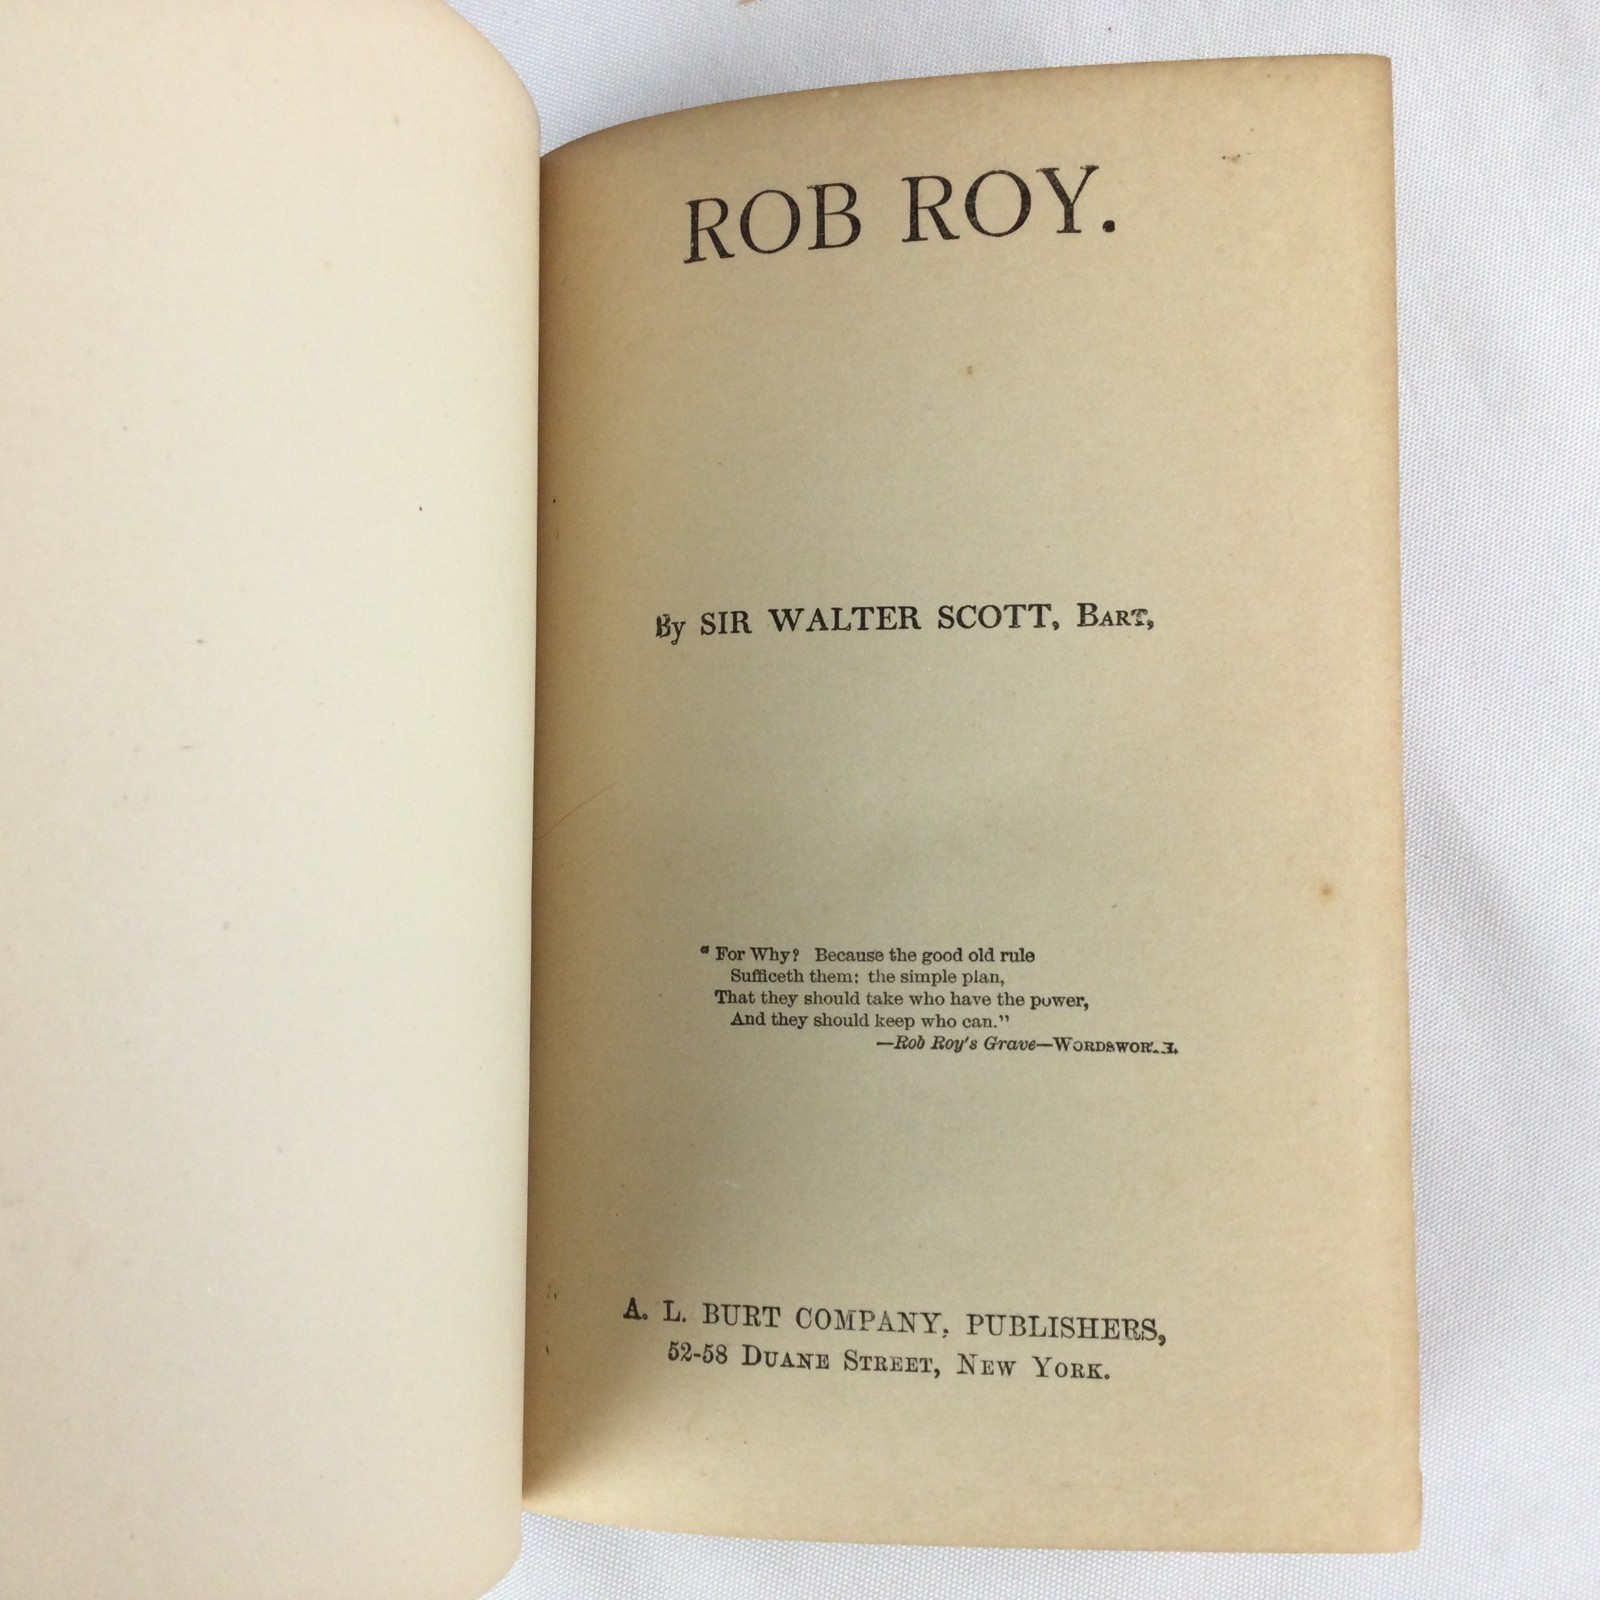 ROB ROY.
By SIR WALTER SCOTT, BART,
"For Why? Because the good old rule
Sufficeth them: the simple plan,
That they should take who have the power,
And they should keep who can."
—Rob Roy's Grave—WORDSWORTH.
A. L. BURT COMPANY, PUBLISHERS,
52-58 DUANE STREET, NEW YORK.